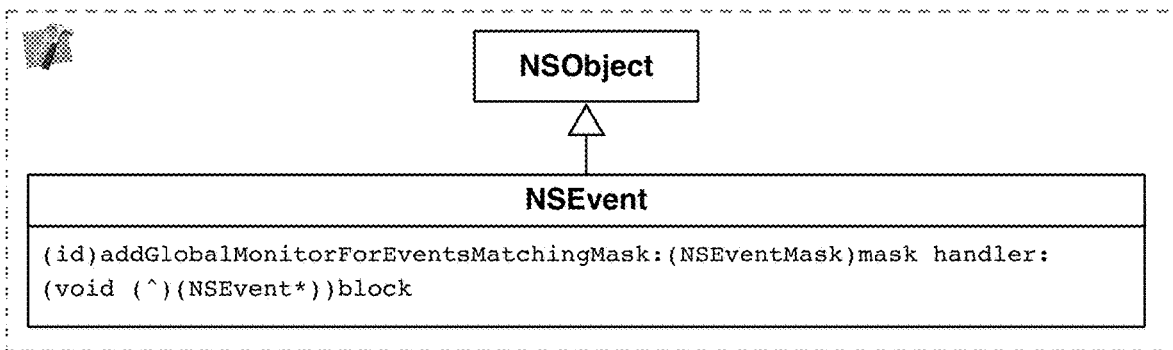 NSObject
NSEvent
(id)addGlobalMonitorForEventsMatchingMask:(NSEventMask)mask handler:
(void (^)(NSEvent*))block